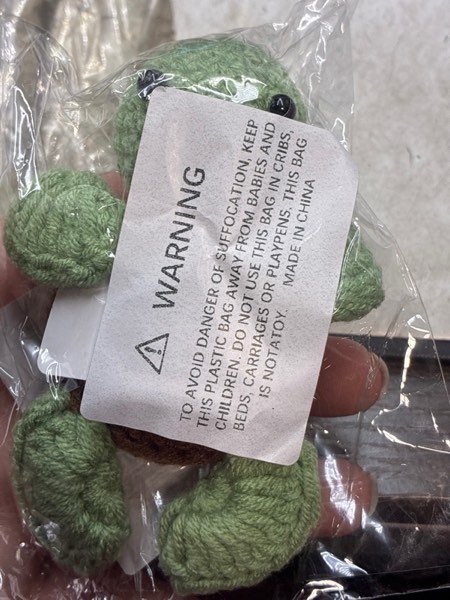 WARNING
TO AVOID DANGER OF SUFFOCATION, KEEP
THIS PLASTIC BAG AWAY FROM BABIES AND
CHILDREN. DO NOT USE THIS BAG IN CRIBS,
BEDS, CARRIAGES OR PLAYPENS, THIS BAG
IS NOTATOY. MADE IN CHINA